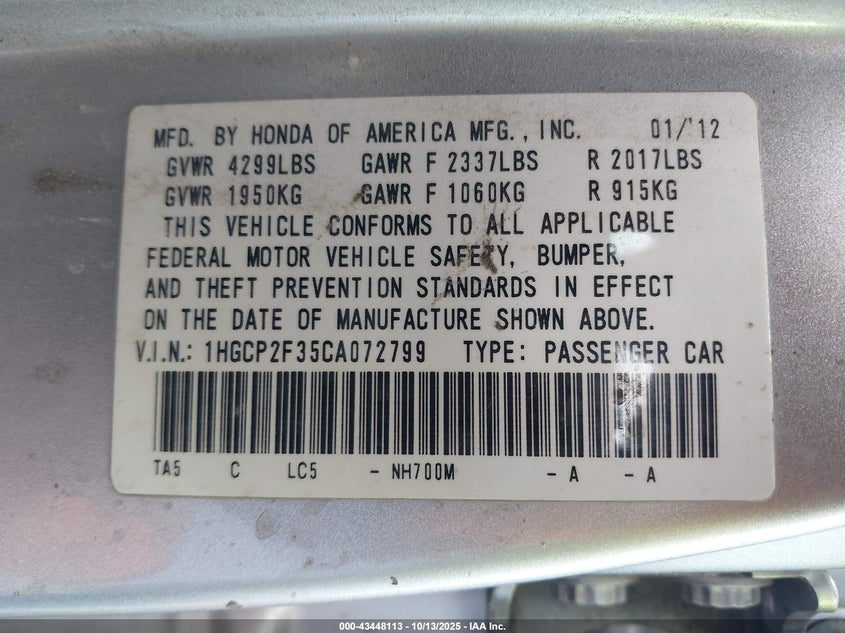 MFD. BY HONDA OF AMERICA MFG., INC. 01/'12
GVWR 4299LBS GAWR F 2337LBS R 2017LBS
GVWR 1950KG GAWR F 1060KG R 915KG
THIS VEHICLE CONFORMS TO ALL APPLICABLE
FEDERAL MOTOR VEHICLE SAFETY, BUMPER,
AND THEFT PREVENTION STANDARDS IN EFFECT
ON THE DATE OF MANUFACTURE SHOWN ABOVE.
V.I.N.: 1HGCP2F35CA072799 TYPE: PASSENGER CAR
TA5 C LC5 - NH700M - A - A
000-43448113 - 10/13/2025 - IAA Inc.